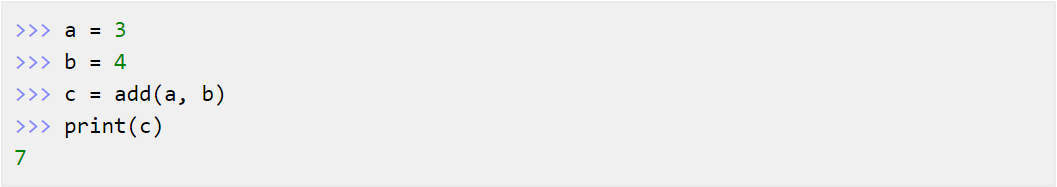 >>> a = 3
>>> b = 4
>>> c = add(a, b)
>>> print(c)
7